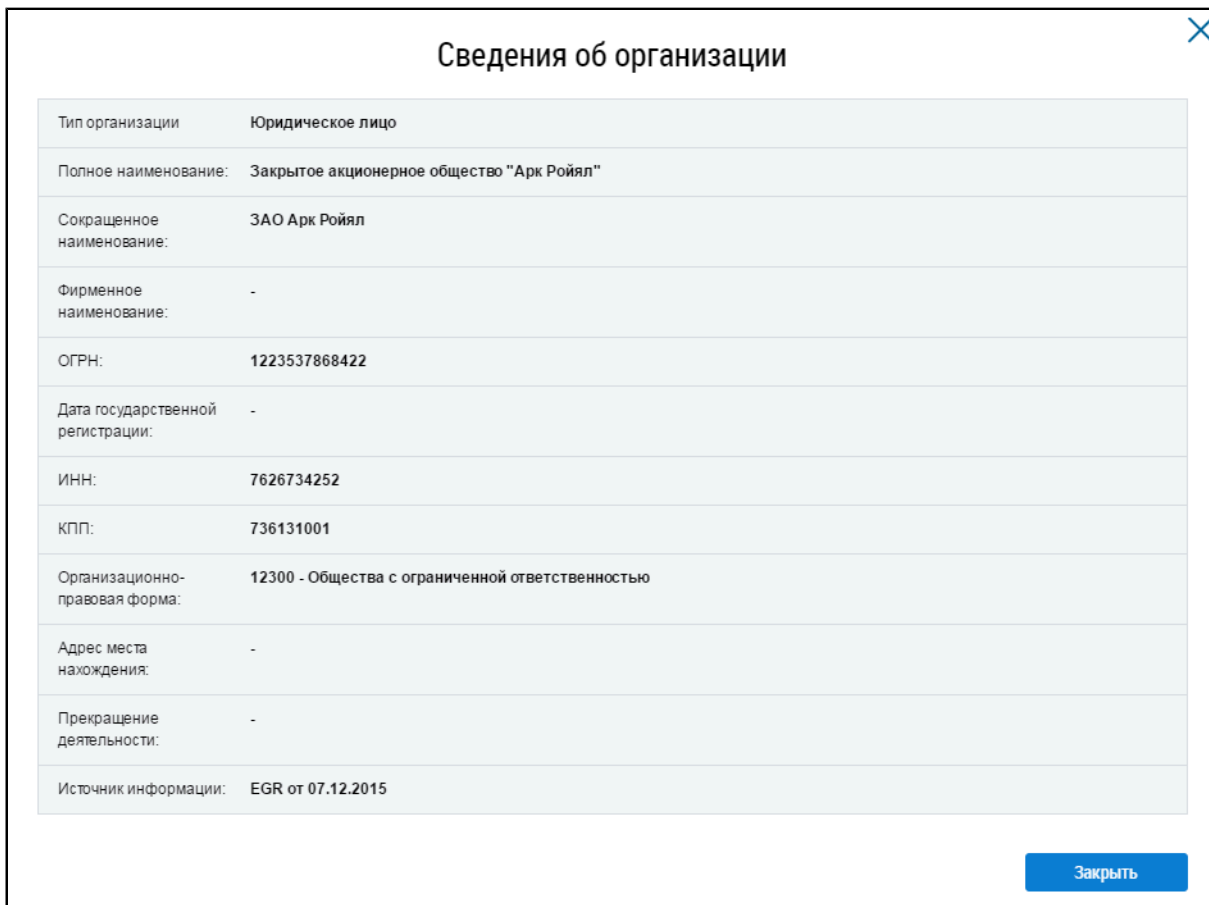 Сведения об организации
Тип организации Юридическое лицо
Полное наименование: Закрытое акционерное общество "Арк Ройял"
Сокращенное ЗАО Арк Ройял
наименование:
Фирменное -
наименование:
ОГРН: 1223537868422
Дата государственной -
регистрации:
ИНН: 7626734252
КПП: 736131001
Организационно- 12300 - Общества с ограниченной ответственностью
правовая форма:
Адрес места -
нахождения:
Прекращение -
деятельности:
Источник информации: EGR от 07.12.2015
Закрыть